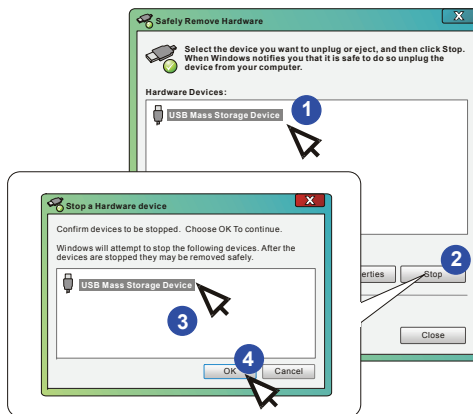 Safely Remove Hardware
X
Select the device you want to unplug or eject, and then click Stop.
When Windows notifies you that it is safe to do so unplug the
device from your computer.
Hardware Devices:
USB Mass Storage Device
1
2
erties
Stop
Close
Stop a Hardware device
X
Confirm devices to be stopped. Choose OK To continue.
Windows will attempt to stop the following devices. After the
devices are stopped they may be removed safely.
USB Mass Storage Device
3
4
OK
Cancel